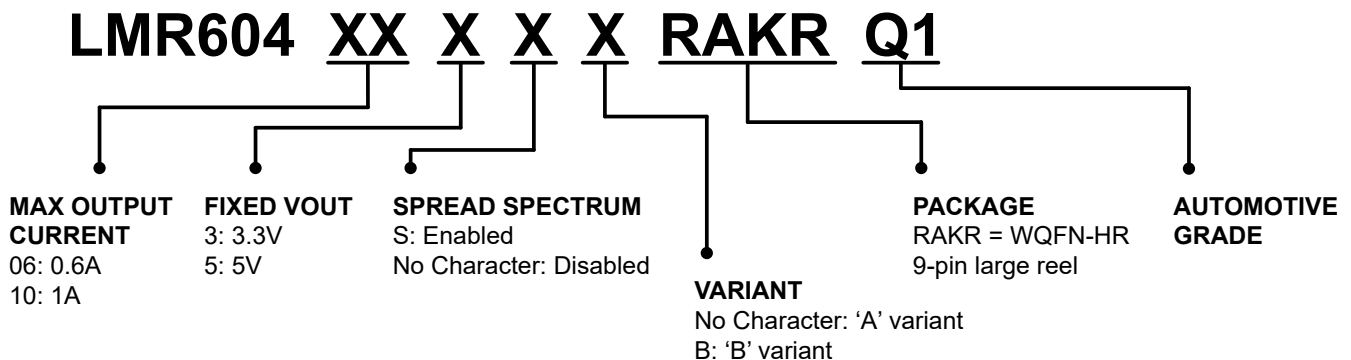 LMR604 XX X X X RAKR Q1
MAX OUTPUT
CURRENT
06: 0.6A
10: 1A
FIXED VOUT
3: 3.3V
5: 5V
SPREAD SPECTRUM
S: Enabled
No Character: Disabled
VARIANT
No Character: ‘A’ variant
B: ‘B’ variant
PACKAGE
RAKR = WQFN-HR
9-pin large reel
AUTOMOTIVE
GRADE